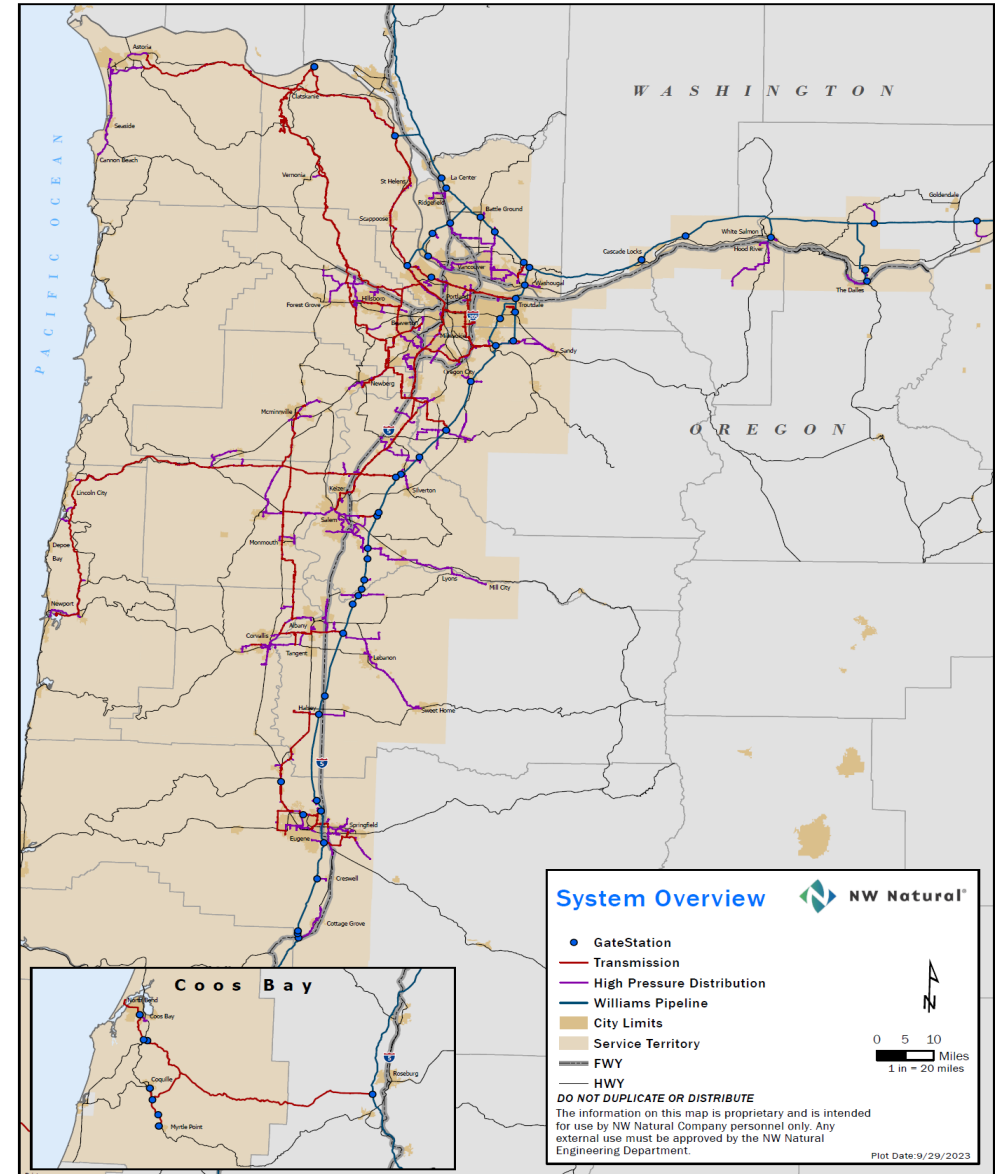 Astoria
Clatskanie
WASHINGTON
Seaside
Cannon Beach
PACIFIC OCEAN
Vernonia
St Helens
La Center
Ridgefield
Battle Ground
Goldendale
Scappoose
White Salmon
Hood River
Cascade Locks
Vancouver
Washougal
The Dalles
Forest Grove
Hillsboro
Portland
Troutdale
Beaverton
Sandy
Oregon City
Newberg
Mcminnville
5
OREGON
Lincoln City
Keizer
Silverton
Salem
Monmouth
Depoe
Bay
Lyons
Mill City
Newport
Albany
Corvallis
Tangent
Lebanon
Halsey
Sweet Home
5
Springfield
Eugene
Creswell
Cottage Grove
Coos Bay
North Bend
Coos Bay
Coquille
Myrtle Point
5
Roseburg
System Overview
NW Natural®
GateStation
Transmission
High Pressure Distribution
Williams Pipeline
City Limits
Service Territory
FWY
HWY
N
0 5 10
Miles
1 in = 20 miles
DO NOT DUPLICATE OR DISTRIBUTE
The information on this map is proprietary and is intended
for use by NW Natural Company personnel only. Any
external use must be approved by the NW Natural
Engineering Department.
Plot Date:9/29/2023